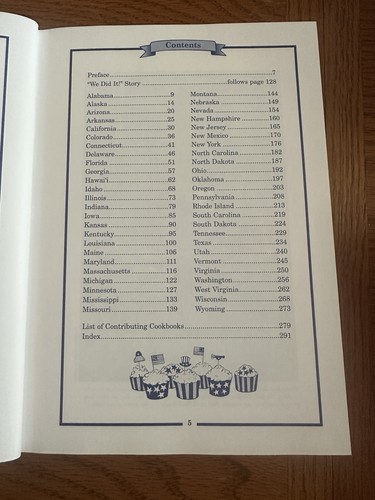 Contents
Preface 7
"We Did It!" Story follows page 128
Alabama 9
Alaska 14
Arizona 20
Arkansas 25
California 30
Colorado 36
Connecticut 41
Delaware 46
Florida 51
Georgia 57
Hawai'i 62
Idaho 68
Illinois 73
Indiana 79
Iowa 85
Kansas 90
Kentucky 95
Louisiana 100
Maine 106
Maryland 111
Massachusetts 116
Michigan 122
Minnesota 127
Mississippi 133
Missouri 139
Montana 144
Nebraska 149
Nevada 154
New Hampshire 160
New Jersey 165
New Mexico 170
New York 176
North Carolina 182
North Dakota 187
Ohio 192
Oklahoma 197
Oregon 203
Pennsylvania 208
Rhode Island 213
South Carolina 219
South Dakota 224
Tennessee 229
Texas 234
Utah 240
Vermont 245
Virginia 250
Washington 256
West Virginia 262
Wisconsin 268
Wyoming 273
List of Contributing Cookbooks 279
Index 291
5